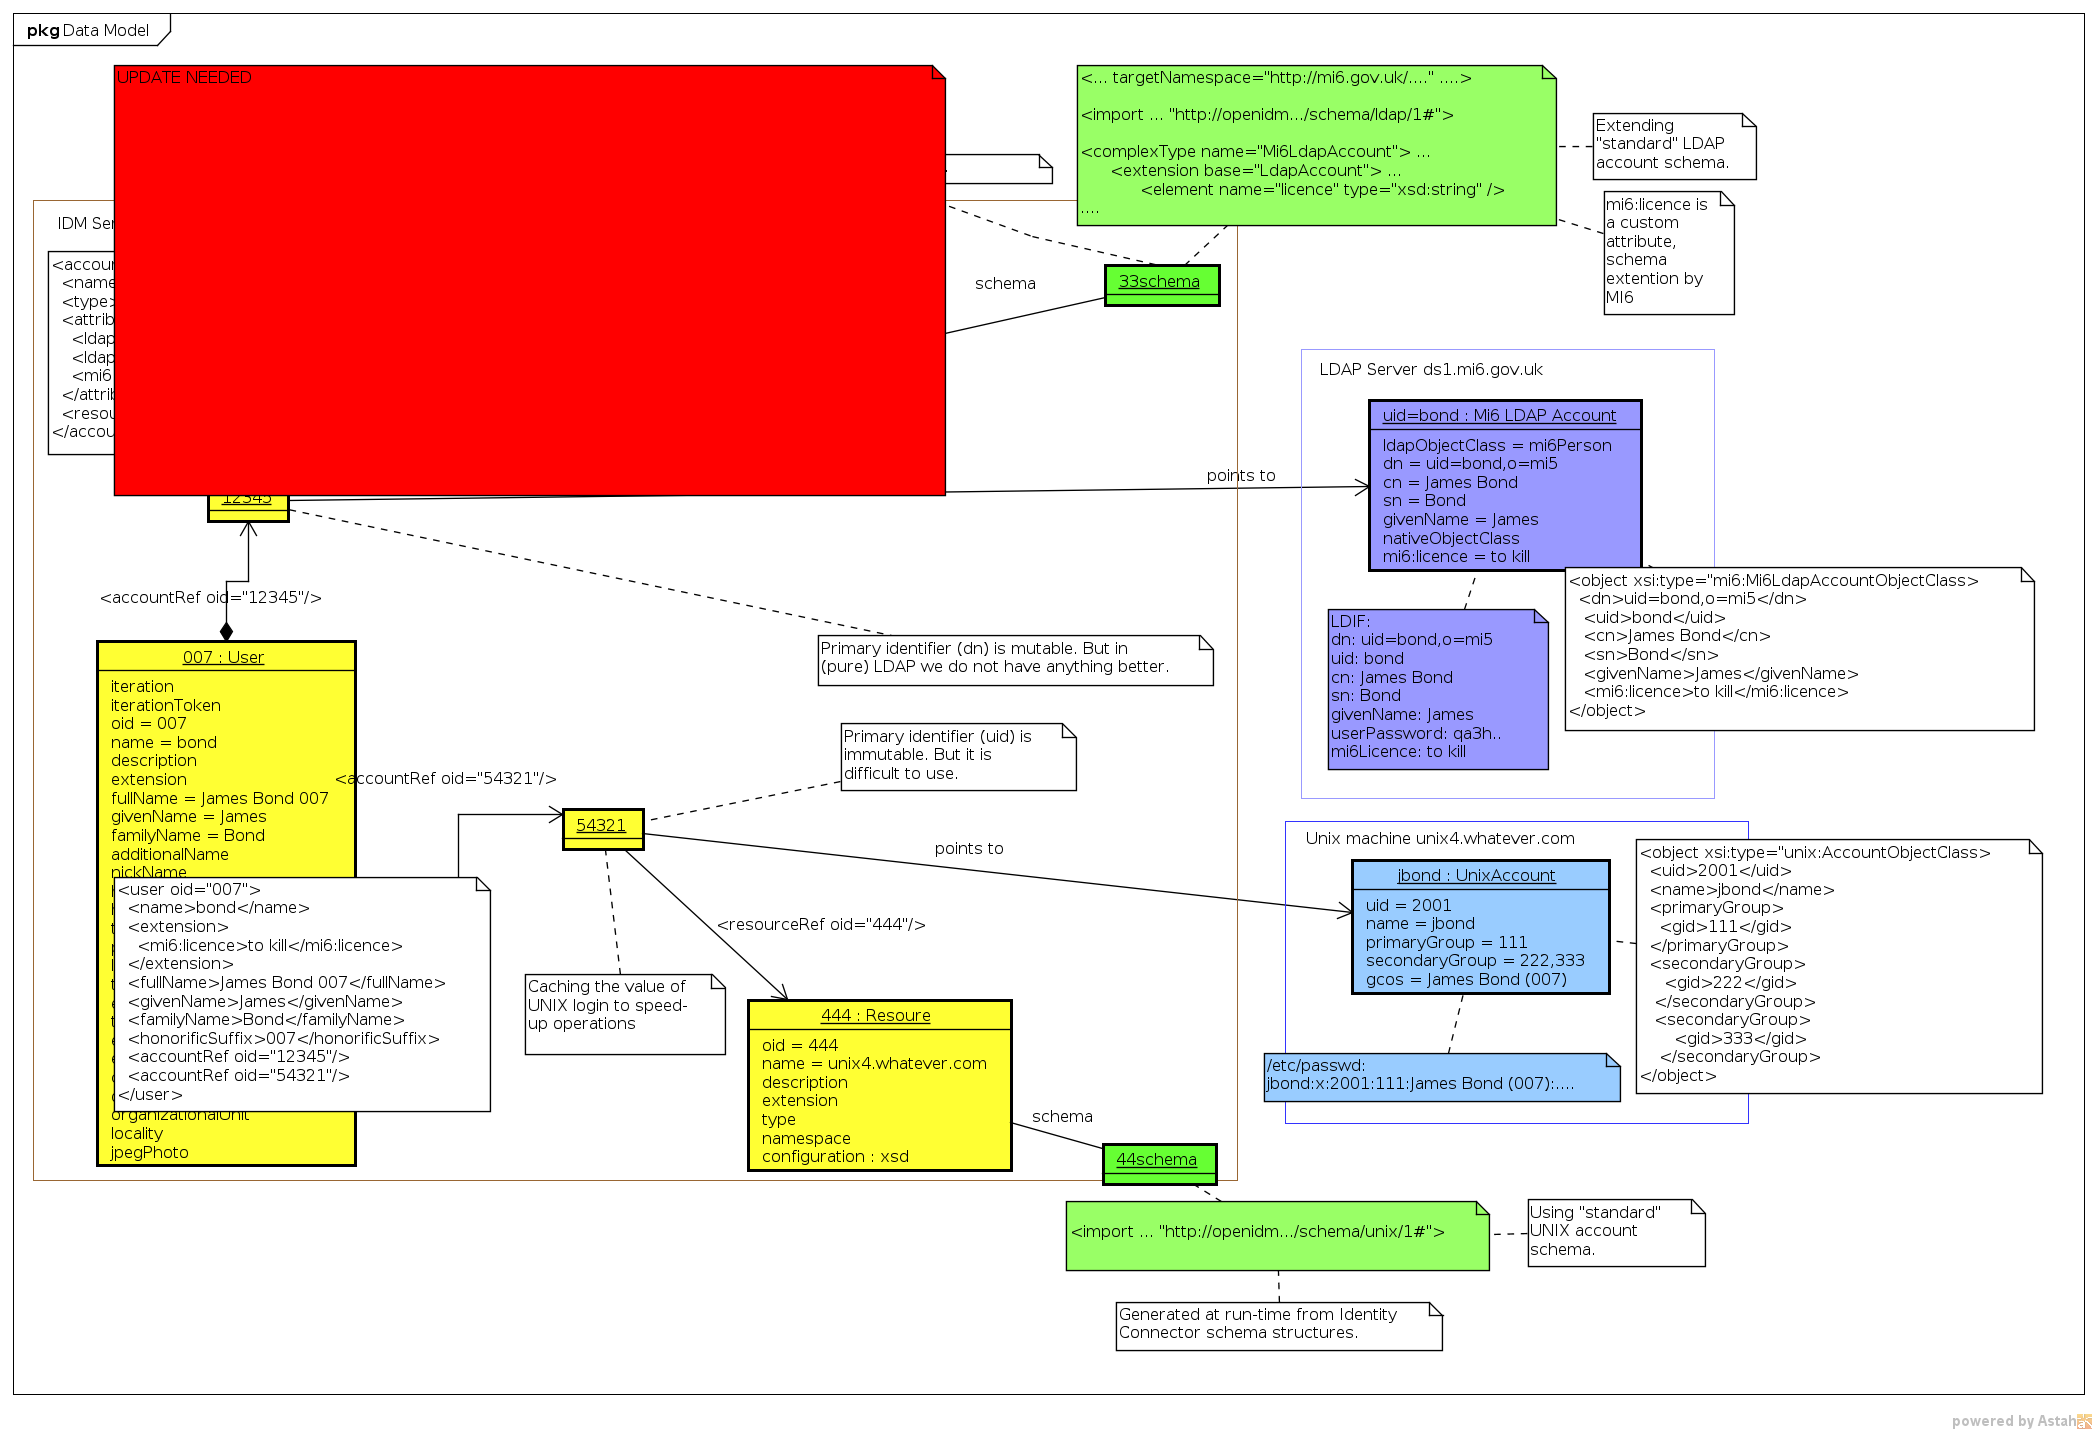 pkg Data Model
UPDATE NEEDED
<... targetNamespace="http://mi6.gov.uk/...." ....>
<import ... "http://openidm.../schema/ldap/1#">
<complexType name="Mi6LdapAccount"> ...
<extension base="LdapAccount"> ...
<element name="licence" type="xsd:string" />
....
Extending
"standard" LDAP
account schema.
mi6:licence is
a custom
attribute,
schema
extention by
MI6
IDM
<name
<type>
<mi6
schema
33schema
LDAP Server ds1.mi6.gov.uk
uid=bond : Mi6 LDAP Account
ldapObjectClass = mi6Person
dn = uid=bond,o=mi5
cn = James Bond
sn = Bond
givenName = James
nativeObjectClass
mi6:licence = to kill
points to
12345
<accountRef oid="12345"/>
<object xsi:type="mi6:Mi6LdapAccountObjectClass>
<dn>uid=bond,o=mi5</dn>
<uid>bond</uid>
<cn>James Bond</cn>
<sn>Bond</sn>
<givenName>James</givenName>
<mi6:licence>to kill</mi6:licence>
</object>
LDIF:
dn: uid=bond,o=mi5
uid: bond
cn: James Bond
sn: Bond
givenName: James
userPassword: qa3h..
mi6Licence: to kill
Primary identifier (dn) is mutable. But in
(pure) LDAP we do not have anything better.
007 : User
iteration
iterationToken
oid = 007
name = bond
description
extension
fullName = James Bond 007
givenName = James
familyName = Bond
additionalName
nickName
organizationalUnit
locality
jpegPhoto
<accountRef oid="54321"/>
<user oid="007">
<name>bond</name>
<extension>
<mi6:licence>to kill</mi6:licence>
</extension>
<fullName>James Bond 007</fullName>
<givenName>James</givenName>
<familyName>Bond</familyName>
<honorificSuffix>007</honorificSuffix>
<accountRef oid="12345"/>
<accountRef oid="54321"/>
</user>
Primary identifier (uid) is
immutable. But it is
difficult to use.
54321
points to
<resourceRef oid="444"/>
Caching the value of
UNIX login to speed-
up operations
444 : Resoure
oid = 444
name = unix4.whatever.com
description
extension
type
namespace
configuration : xsd
schema
44schema
Unix machine unix4.whatever.com
jbond : UnixAccount
uid = 2001
name = jbond
primaryGroup = 111
secondaryGroup = 222,333
gcos = James Bond (007)
<object xsi:type="unix:AccountObjectClass>
<uid>2001</uid>
<name>jbond</name>
<primaryGroup>
<gid>111</gid>
</primaryGroup>
<secondaryGroup>
<gid>222</gid>
</secondaryGroup>
<secondaryGroup>
<gid>333</gid>
</secondaryGroup>
</object>
/etc/passwd:
jbond:x:2001:111:James Bond (007):....
<import ... "http://openidm.../schema/unix/1#">
Using "standard"
UNIX account
schema.
Generated at run-time from Identity
Connector schema structures.
powered by Astah